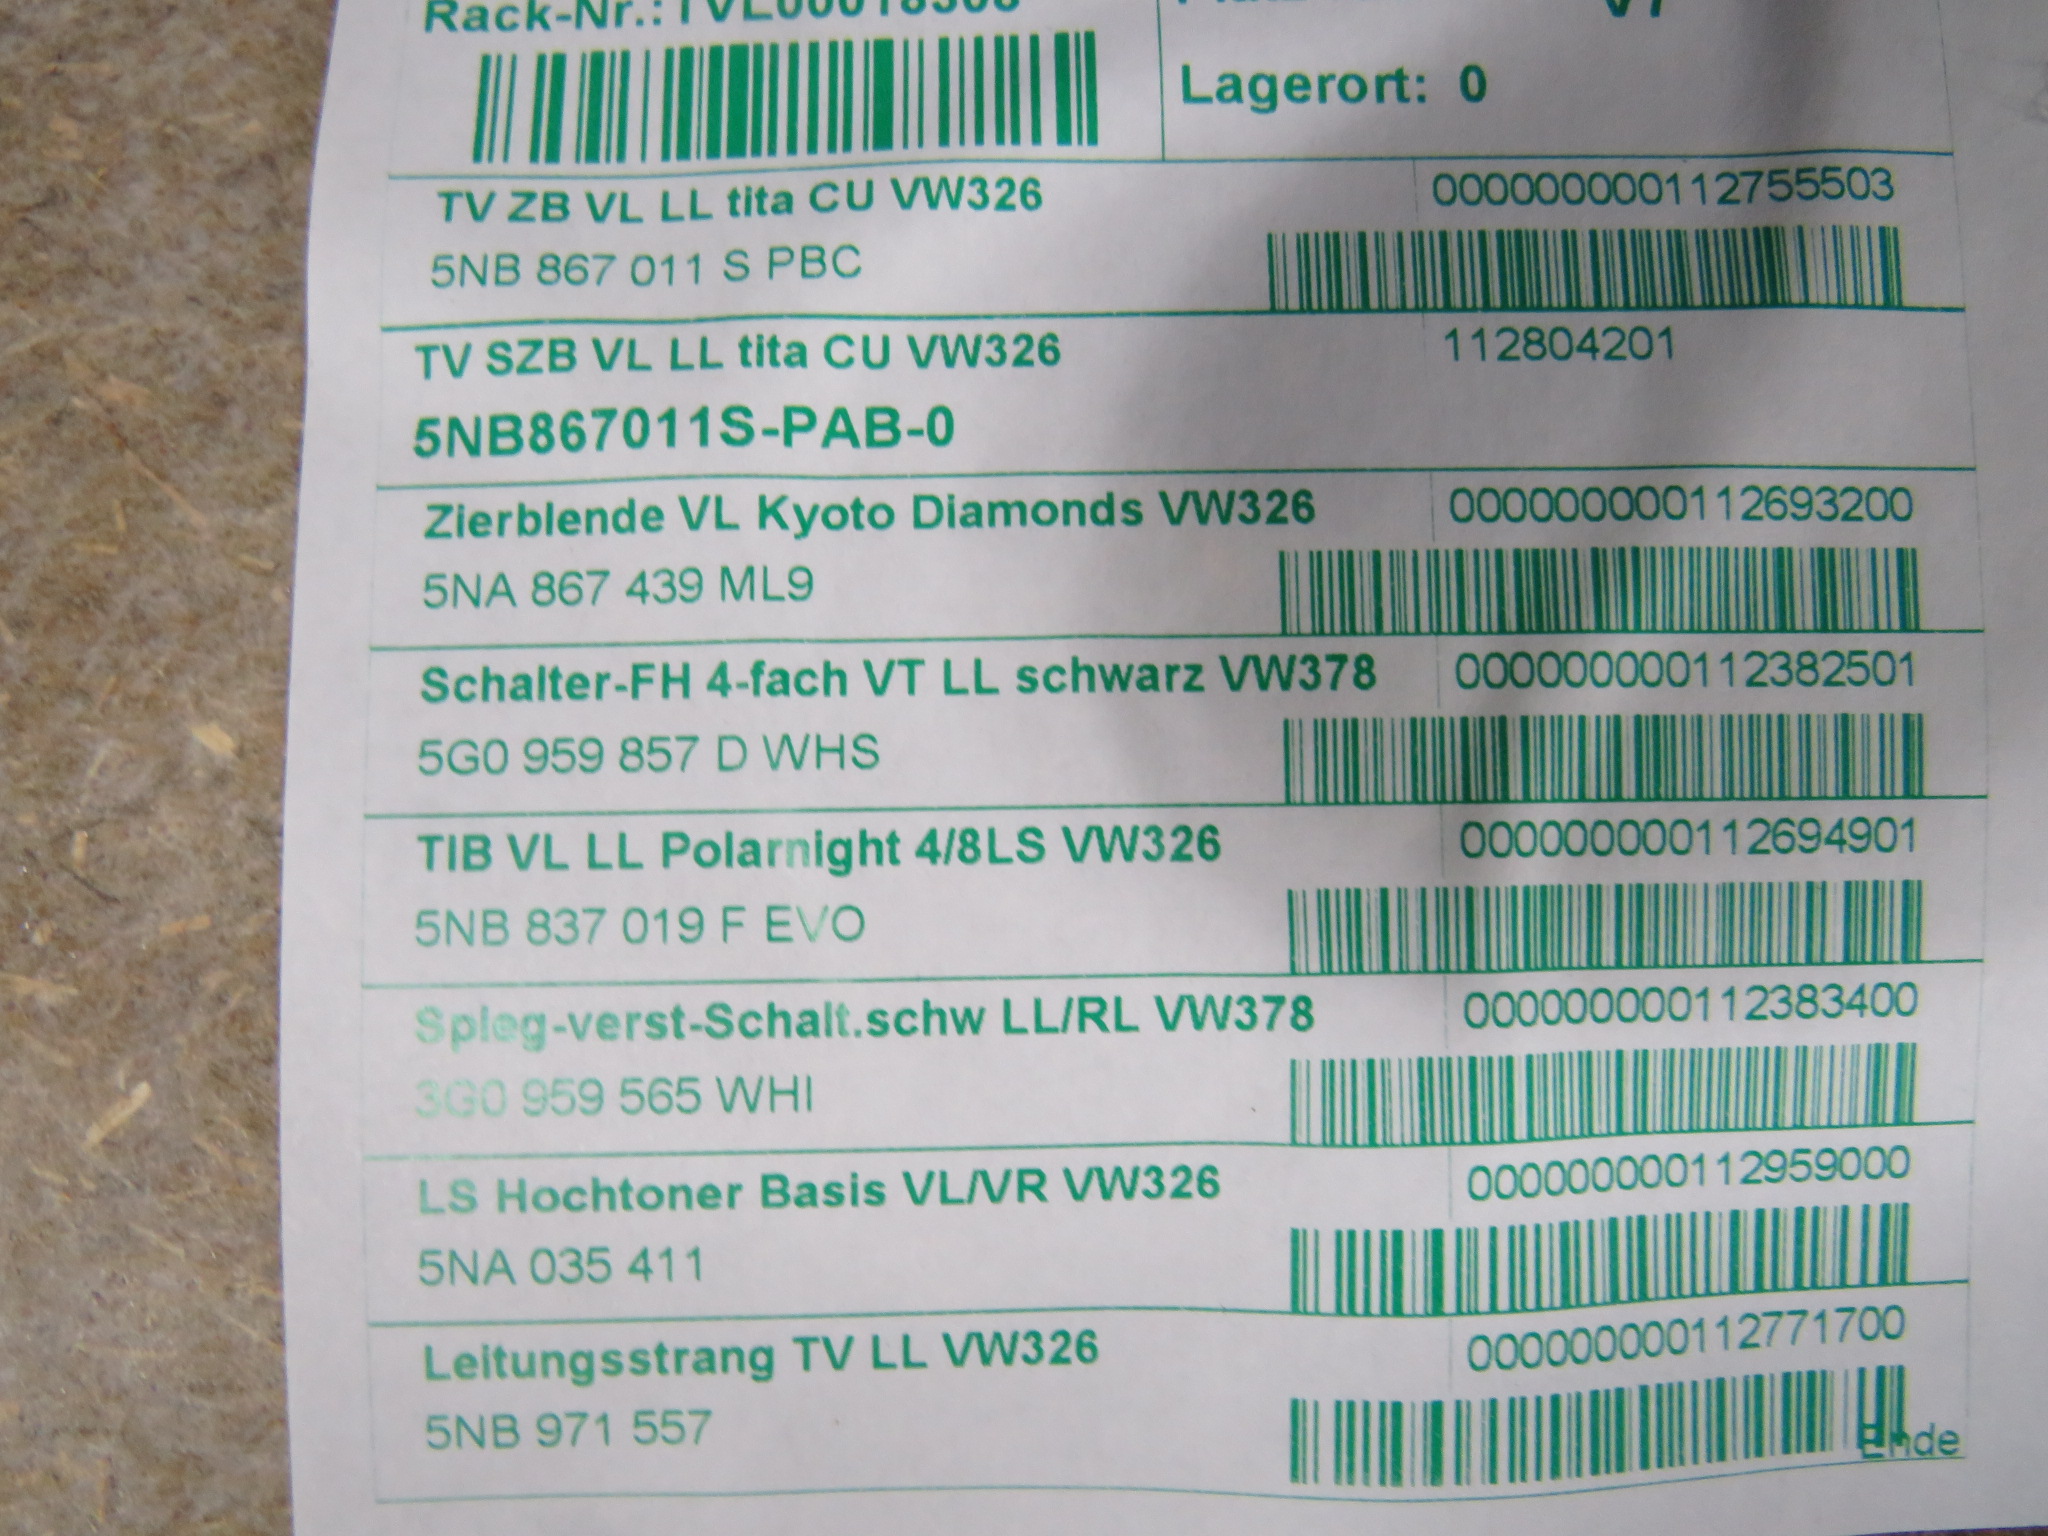 Rack-Nr.:
Lagerort: 0
TV ZB VL LL tita CU VW326
000000000112755503
5NB 867 011 S PBC
TV SZB VL LL tita CU VW326
112804201
5NB867011S-PAB-0
Zierblende VL Kyoto Diamonds VW326
000000000112693200
5NA 867 439 ML9
Schalter-FH 4-fach VT LL schwarz VW378
000000000112382501
5G0 959 857 D WHS
TIB VL LL Polarnight 4/8LS VW326
000000000112694901
5NB 837 019 F EVO
Spieg-verst-Schalt.schw LL/RL VW378
000000000112383400
3G0 959 565 WHI
LS Hochtoner Basis VL/VR VW326
000000000112959000
5NA 035 411
Leitungsstrang TV LL VW326
000000000112771700
5NB 971 557
Ende